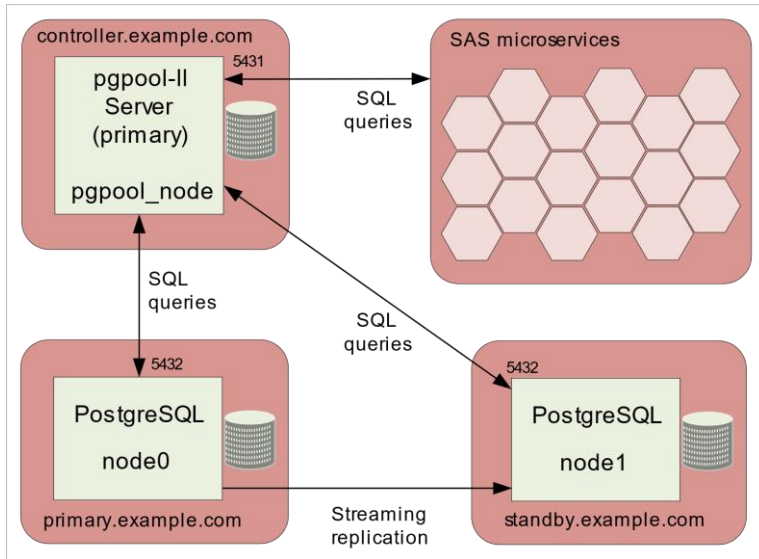 controller.example.com
5431
pgpool-II
Server
(primary)
pgpool_node
SQL
queries
SAS microservices
SQL
queries
SQL
queries
5432
PostgreSQL
node0
primary.example.com
Streaming
replication
5432
PostgreSQL
node1
standby.example.com